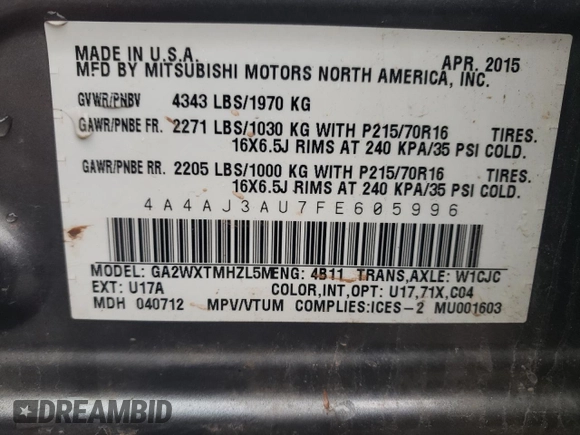 MADE IN U.S.A. APR. 2015
MFD BY MITSUBISHI MOTORS NORTH AMERICA, INC.
GVWR/PNBV 4343 LBS/1970 KG
GAWR/PNBE FR. 2271 LBS/1030 KG WITH P215/70R16 TIRES.
16X6.5J RIMS AT 240 KPA/35 PSI COLD.
GAWR/PNBE RR. 2205 LBS/1000 KG WITH P215/70R16 TIRES.
16X6.5J RIMS AT 240 KPA/35 PSI COLD.
4A4AJ3AU7FE605996
MODEL: GA2WXTMHZL5MENG: 4B11 TRANS,AXLE: W1CJC
EXT: U17A COLOR,INT,OPT: U17,71X,C04
MDH 040712 MPV/VTUM COMPLIES:ICES-2 MU001603
DREAMBID